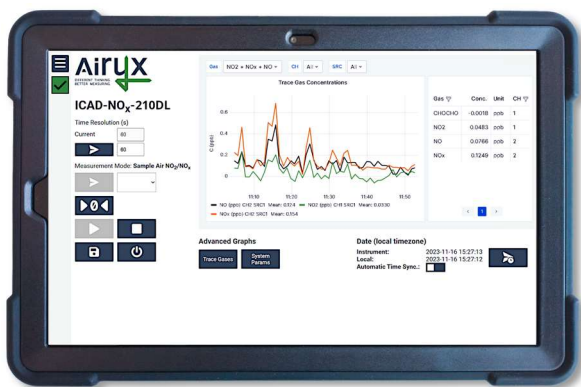 Airyx
DIFFERENT THINKING.
BETTER MEASURING.
ICAD-NOx-210DL
Time Resolution (s)
Current 60
60
Measurement Mode: Sample Air NO₂/NOₓ
Gas NO2 + NOx + NO CH All SRC All
Trace Gas Concentrations
C (ppb)
0.6
0.4
0.2
0
11:10 11:20 11:30 11:40 11:50
NO (ppb) CH2 SRC1 Mean: 0.124 NO2 (ppb) CH1 SRC1 Mean: 0.0330
NOx (ppb) CH2 SRC1 Mean: 0.154
Gas Conc. Unit CH
CHOCHO -0.0018 ppb 1
NO2 0.0483 ppb 1
NO 0.0766 ppb 2
NOx 0.1249 ppb 2
1
0
Advanced Graphs
Trace Gases
System
Params
Date (local timezone)
Instrument: 2023-11-16 15:27:13
Local: 2023-11-16 15:27:12
Automatic Time Sync.: